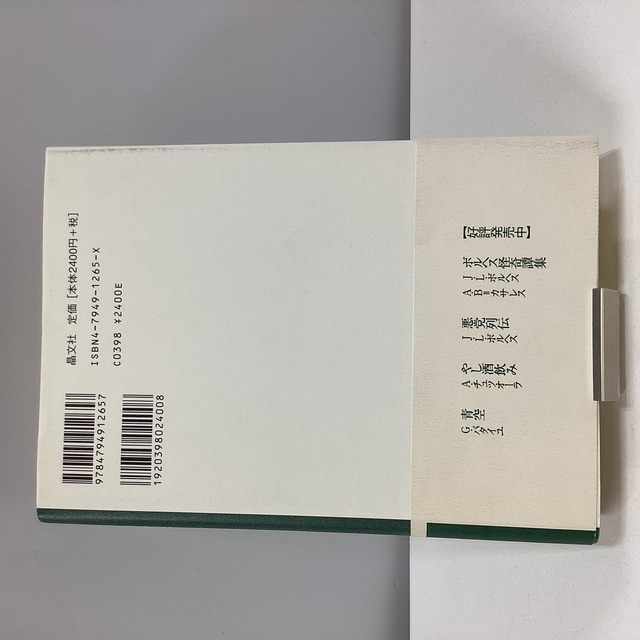 晶文社 定価[本体2400円+税]
ISBN4-7949-1265-X
C0398 ¥2400E
9784794912657
1920398024008
【好評発売中】
ボルヘス怪奇譚集
J・L・ボルヘス
A・B=カサレス
悪党列伝
J・L・ボルヘス
やし酒飲み
A・チュツオーラ
青空
G・バタイユ